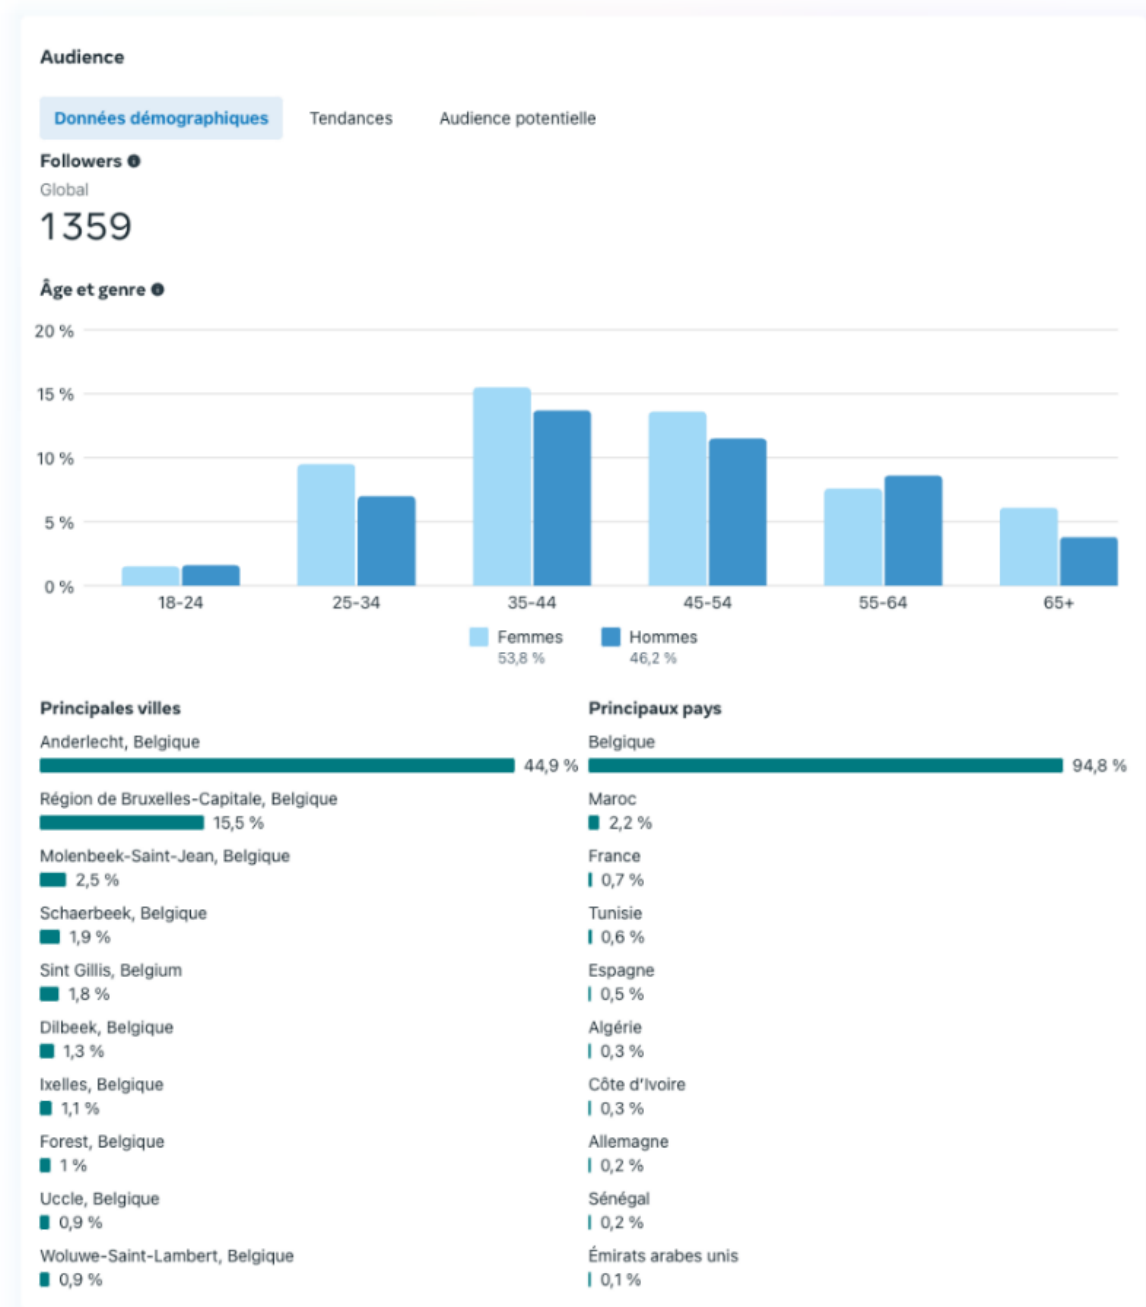 Audience
Données démographiques Tendances Audience potentielle
Followers
Global
1359
Âge et genre
20 %
15 %
10 %
5 %
0 %
18-24 25-34 35-44 45-54 55-64 65+
Femmes Hommes
53,8 % 46,2 %
Principales villes
Anderlecht, Belgique
44,9 %
Région de Bruxelles-Capitale, Belgique
15,5 %
Molenbeek-Saint-Jean, Belgique
2,5 %
Schaerbeek, Belgique
1,9 %
Sint Gillis, Belgium
1,8 %
Dilbeek, Belgique
1,3 %
Ixelles, Belgique
1,1 %
Forest, Belgique
1 %
Uccle, Belgique
0,9 %
Woluwe-Saint-Lambert, Belgique
0,9 %
Principaux pays
Belgique
94,8 %
Maroc
2,2 %
France
0,7 %
Tunisie
0,6 %
Espagne
0,5 %
Algérie
0,3 %
Côte d'Ivoire
0,3 %
Allemagne
0,2 %
Sénégal
0,2 %
Émirats arabes unis
0,1 %